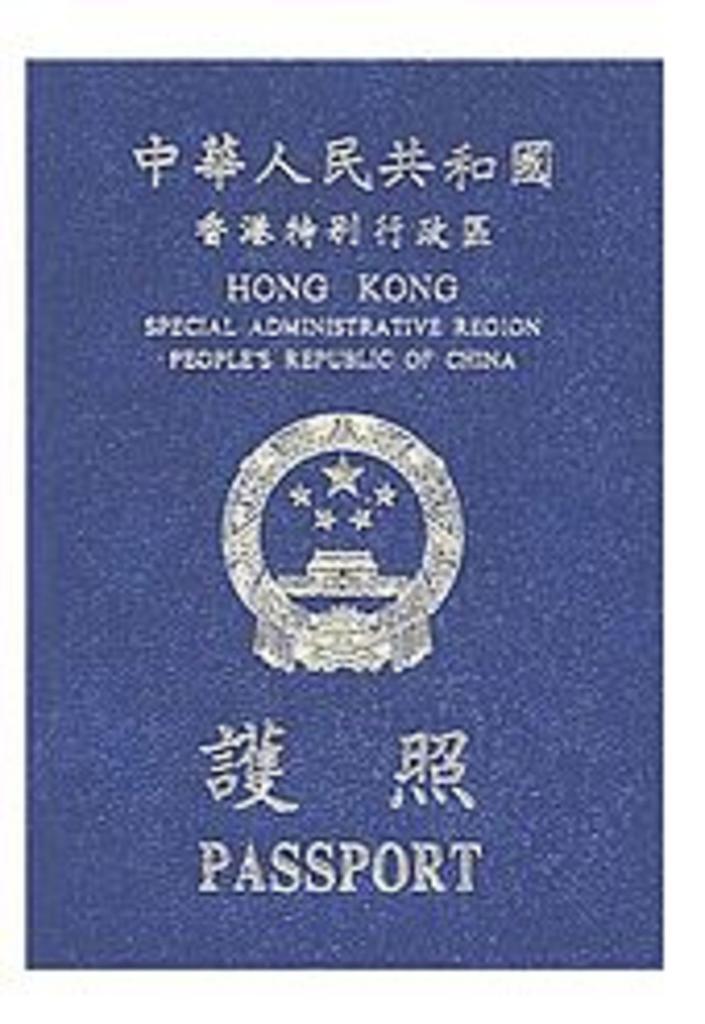 中華人民共和國
香港特別行政區
HONG KONG
SPECIAL ADMINISTRATIVE REGION
PEOPLE'S REPUBLIC OF CHINA
護照
PASSPORT